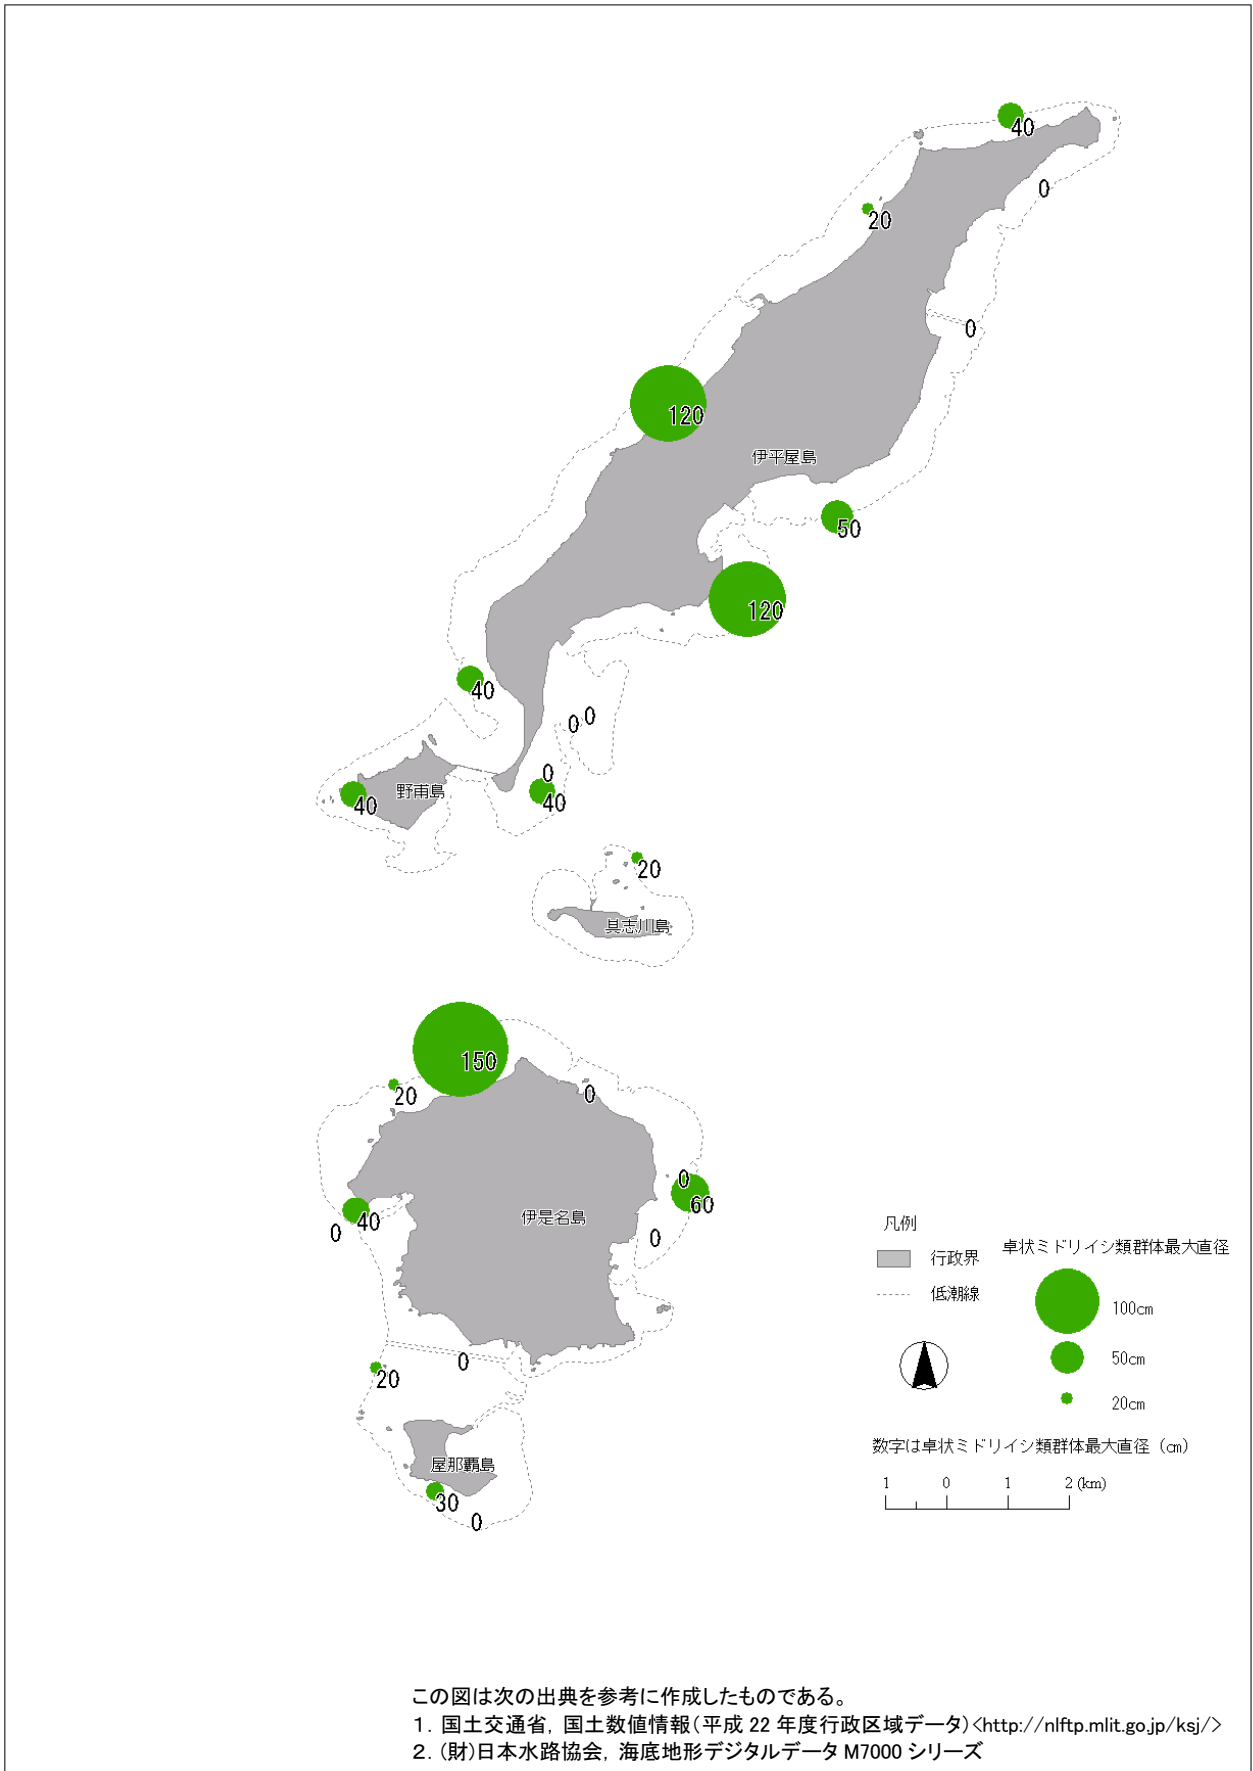 40
0
20
0
120
伊平屋島
50
120
40
0 0
0
40
野甫島
40
20
具志川島
150
20
0
0
60
40
0
伊是名島
0
0
20
屋那覇島
30
0
凡例
行政界
低潮線
卓状ミドリイシ類群体最大直径
100cm
50cm
20cm
数字は卓状ミドリイシ類群体最大直径（cm）
1 0 1 2 (km)
この図は次の出典を参考に作成したものである。
1. 国土交通省, 国土数値情報（平成 22 年度行政区域データ）<http://nlftp.mlit.go.jp/ksj/>
2. (財)日本水路協会, 海底地形デジタルデータ M7000 シリーズ